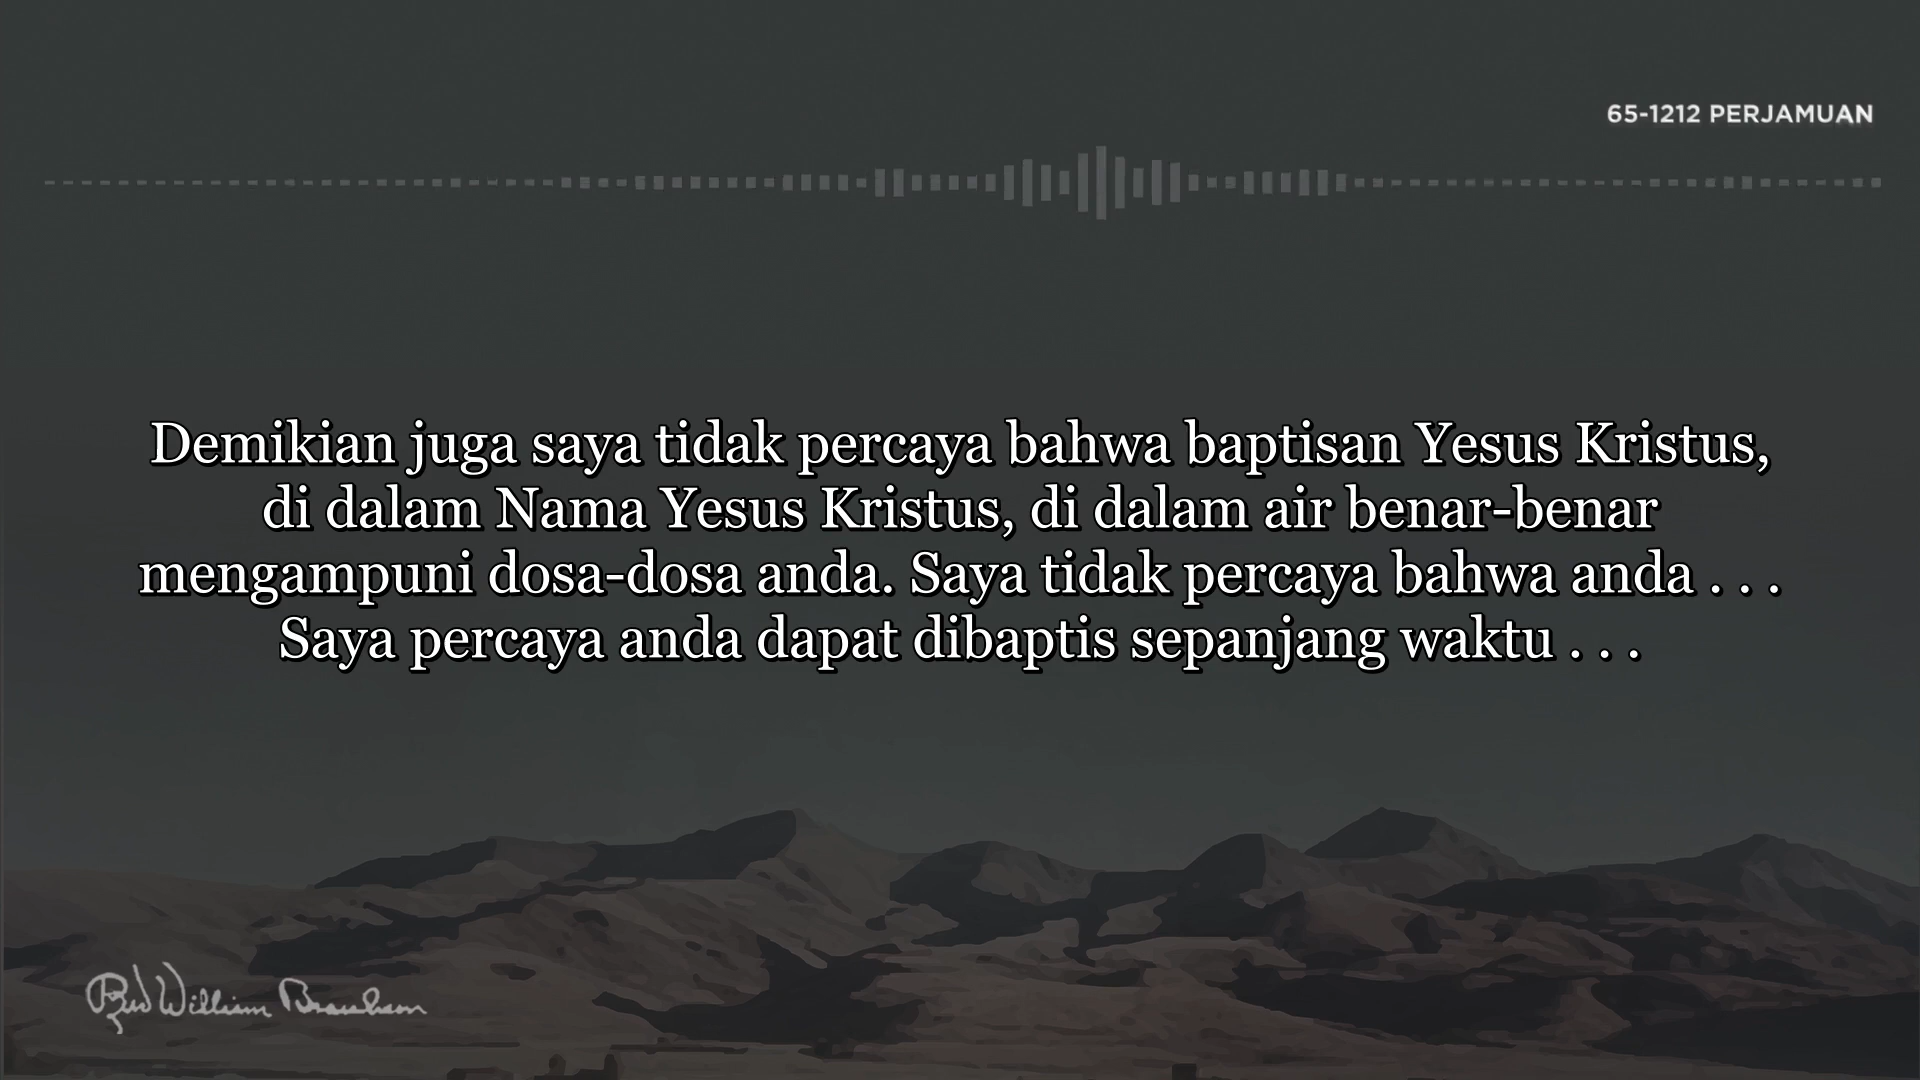 65-1212 PERJAMUAN
Demikian juga saya tidak percaya bahwa baptisan Yesus Kristus,
di dalam Nama Yesus Kristus, di dalam air benar-benar
mengampuni dosa-dosa anda. Saya tidak percaya bahwa anda . . .
Saya percaya anda dapat dibaptis sepanjang waktu . . .
William Branham